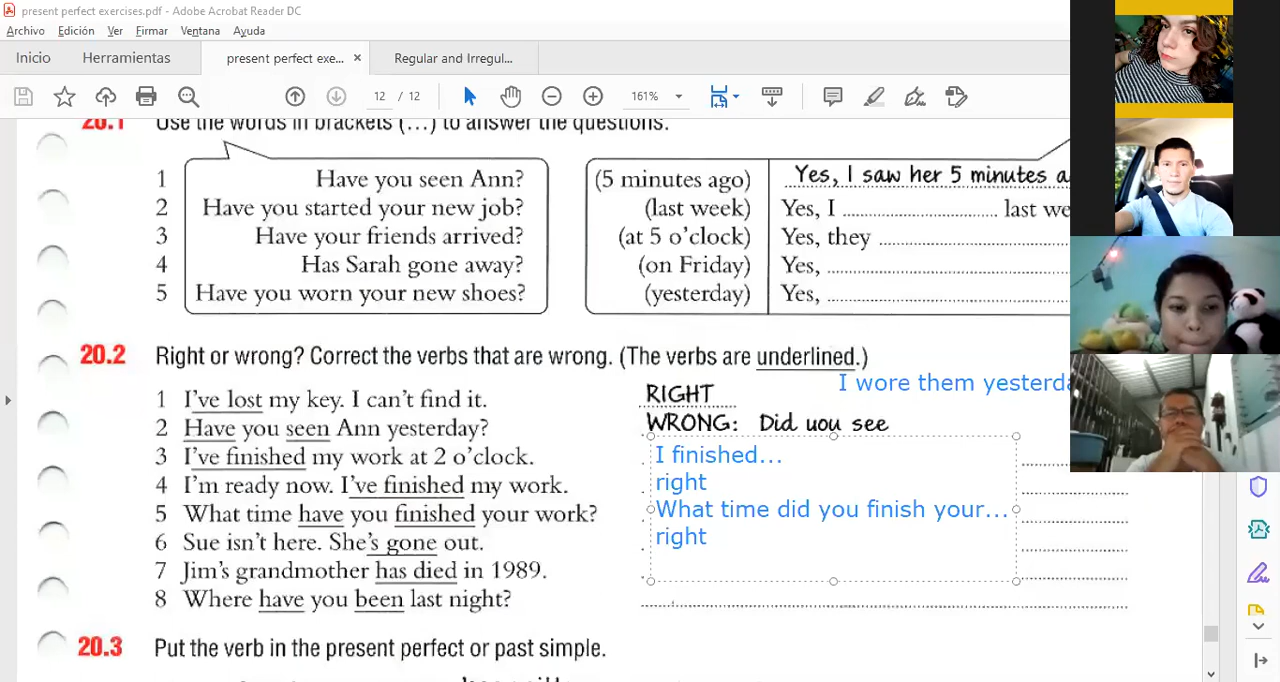 present perfect exercises.pdf - Adobe Acrobat Reader DC
Archivo Edición Ver Firmar Ventana Ayuda
Inicio Herramientas present perfect exe... × Regular and Irregul...
12 / 12 161%
20.1 Use the words in brackets (…) to answer the questions.
1 Have you seen Ann? (5 minutes ago) Yes, I saw her 5 minutes a
2 Have you started your new job? (last week) Yes, I .................... last we
3 Have your friends arrived? (at 5 o'clock) Yes, they ....................
4 Has Sarah gone away? (on Friday) Yes, ....................
5 Have you worn your new shoes? (yesterday) Yes, ....................
20.2 Right or wrong? Correct the verbs that are wrong. (The verbs are underlined.)
I wore them yesterda
1 I've lost my key. I can't find it. RIGHT
2 Have you seen Ann yesterday? WRONG: Did you see
3 I've finished my work at 2 o'clock. I finished...
4 I'm ready now. I've finished my work. right
5 What time have you finished your work? What time did you finish your...
6 Sue isn't here. She's gone out. right
7 Jim's grandmother has died in 1989.
8 Where have you been last night?
20.3 Put the verb in the present perfect or past simple.